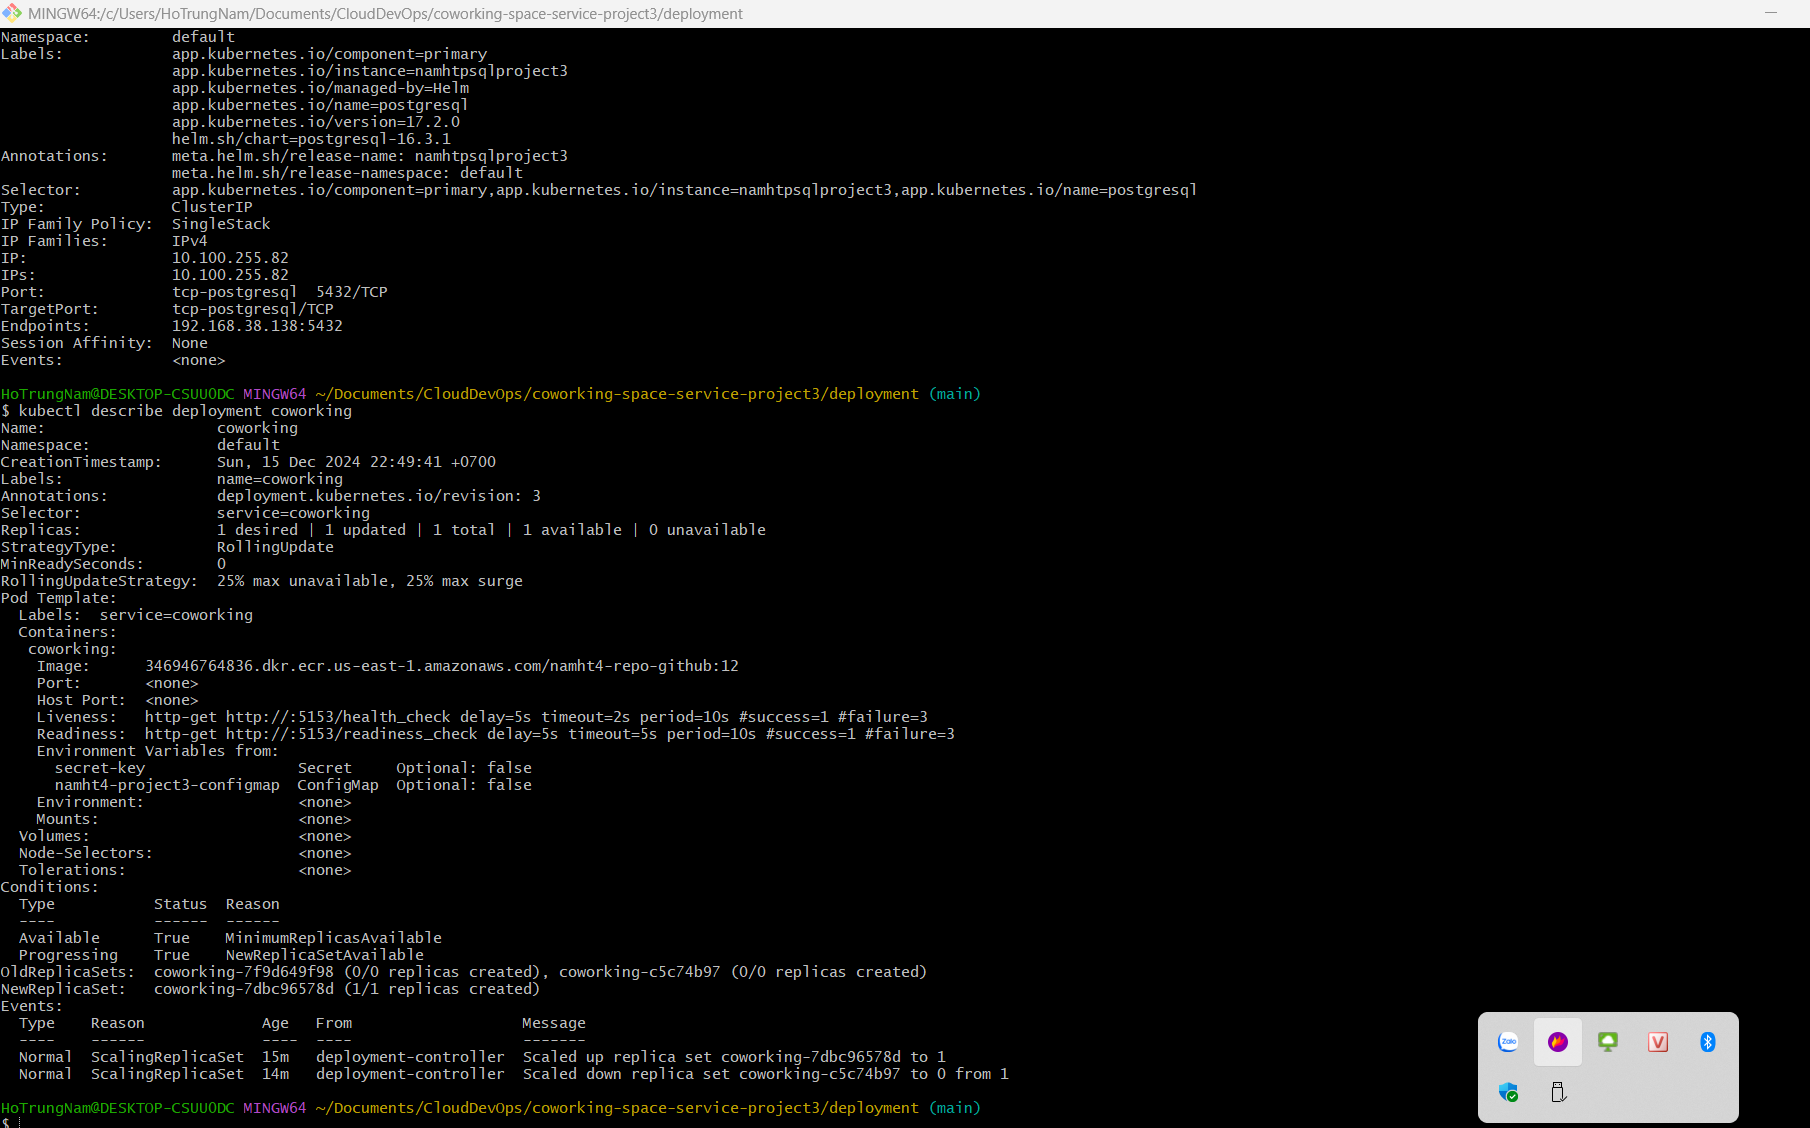 MINGW64:/c/Users/HoTrungNam/Documents/CloudDevOps/coworking-space-service-project3/deployment
Namespace:         default
Labels:            app.kubernetes.io/component=primary
                   app.kubernetes.io/instance=namhtpsqlproject3
                   app.kubernetes.io/managed-by=Helm
                   app.kubernetes.io/name=postgresql
                   app.kubernetes.io/version=17.2.0
                   helm.sh/chart=postgresql-16.3.1
Annotations:       meta.helm.sh/release-name: namhtpsqlproject3
                   meta.helm.sh/release-namespace: default
Selector:          app.kubernetes.io/component=primary,app.kubernetes.io/instance=namhtpsqlproject3,app.kubernetes.io/name=postgresql
Type:              ClusterIP
IP Family Policy:  SingleStack
IP Families:       IPv4
IP:                10.100.255.82
IPs:               10.100.255.82
Port:              tcp-postgresql  5432/TCP
TargetPort:        tcp-postgresql/TCP
Endpoints:         192.168.38.138:5432
Session Affinity:  None
Events:            <none>
HoTrungNam@DESKTOP-CSUU0DC MINGW64 ~/Documents/CloudDevOps/coworking-space-service-project3/deployment (main)
$ kubectl describe deployment coworking
Name:                   coworking
Namespace:              default
CreationTimestamp:      Sun, 15 Dec 2024 22:49:41 +0700
Labels:                 name=coworking
Annotations:            deployment.kubernetes.io/revision: 3
Selector:               service=coworking
Replicas:               1 desired | 1 updated | 1 total | 1 available | 0 unavailable
StrategyType:           RollingUpdate
MinReadySeconds:        0
RollingUpdateStrategy:  25% max unavailable, 25% max surge
Pod Template:
  Labels:  service=coworking
  Containers:
   coworking:
    Image:      346946764836.dkr.ecr.us-east-1.amazonaws.com/namht4-repo-github:12
    Port:       <none>
    Host Port:  <none>
    Liveness:   http-get http://:5153/health_check delay=5s timeout=2s period=10s #success=1 #failure=3
    Readiness:  http-get http://:5153/readiness_check delay=5s timeout=5s period=10s #success=1 #failure=3
    Environment Variables from:
      secret-key                 Secret     Optional: false
      namht4-project3-configmap  ConfigMap  Optional: false
    Environment:                 <none>
    Mounts:                      <none>
  Volumes:                       <none>
  Node-Selectors:                <none>
  Tolerations:                   <none>
Conditions:
  Type           Status  Reason
  ----           ------  ------
  Available      True    MinimumReplicasAvailable
  Progressing    True    NewReplicaSetAvailable
OldReplicaSets:  coworking-7f9d649f98 (0/0 replicas created), coworking-c5c74b97 (0/0 replicas created)
NewReplicaSet:   coworking-7dbc96578d (1/1 replicas created)
Events:
  Type    Reason             Age   From                   Message
  ----    ------             ----  ----                   -------
  Normal  ScalingReplicaSet  15m   deployment-controller  Scaled up replica set coworking-7dbc96578d to 1
  Normal  ScalingReplicaSet  14m   deployment-controller  Scaled down replica set coworking-c5c74b97 to 0 from 1
HoTrungNam@DESKTOP-CSUU0DC MINGW64 ~/Documents/CloudDevOps/coworking-space-service-project3/deployment (main)
$
Zalo
V